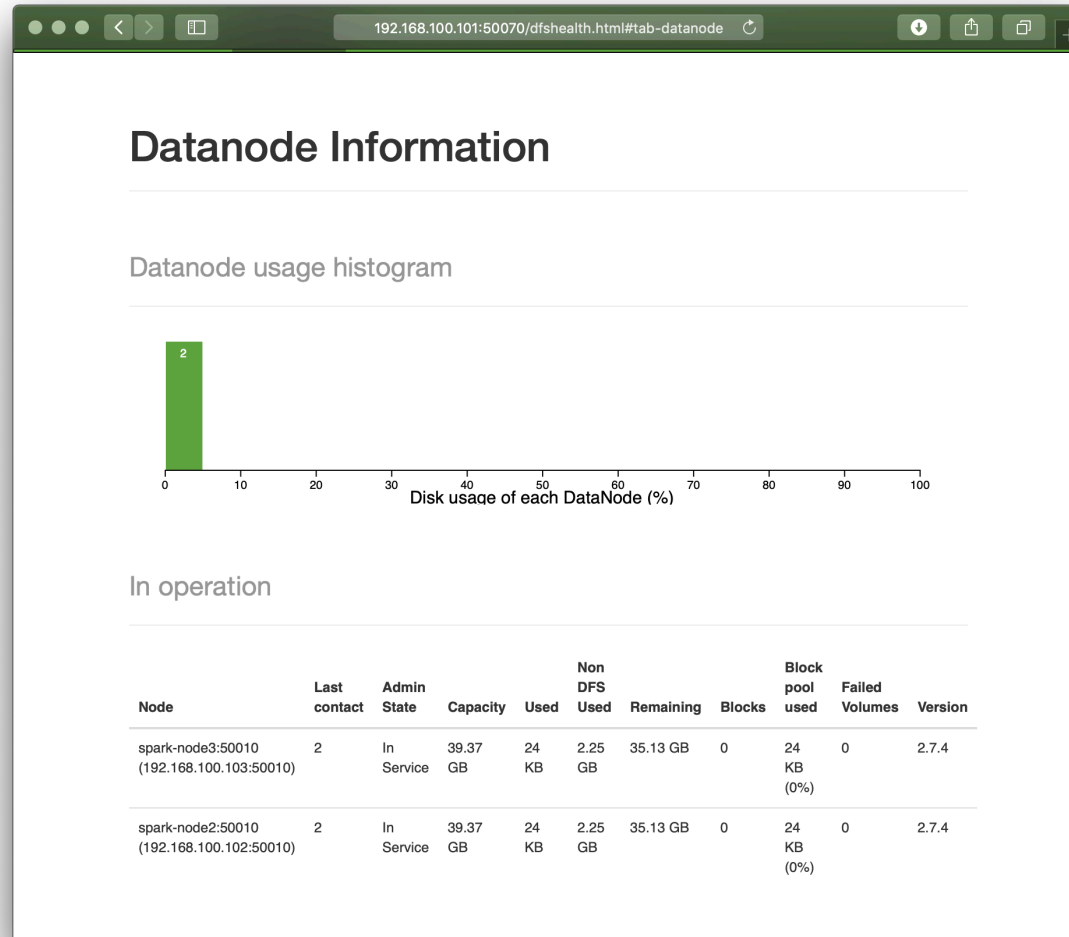 192.168.100.101:50070/dfshealth.html#tab-datanode
Datanode Information
Datanode usage histogram
2
0 10 20 30 40 50 60 70 80 90 100
Disk usage of each DataNode (%)
In operation
Node Last contact Admin State Capacity Used Non DFS Used Remaining Blocks Block pool used Failed Volumes Version
spark-node3:50010 2 In 39.37 24 2.25 35.13 GB 0 24 0 2.7.4
(192.168.100.103:50010) Service GB KB GB KB
(0%)
spark-node2:50010 2 In 39.37 24 2.25 35.13 GB 0 24 0 2.7.4
(192.168.100.102:50010) Service GB KB GB KB
(0%)